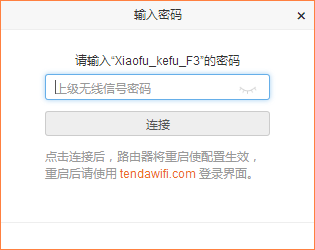 输入密码
×
请输入“Xiaofu_kefu_F3”的密码
上级无线信号密码
连接
点击连接后，路由器将重启使配置生效，
重启后请使用 tendawifi.com 登录界面。